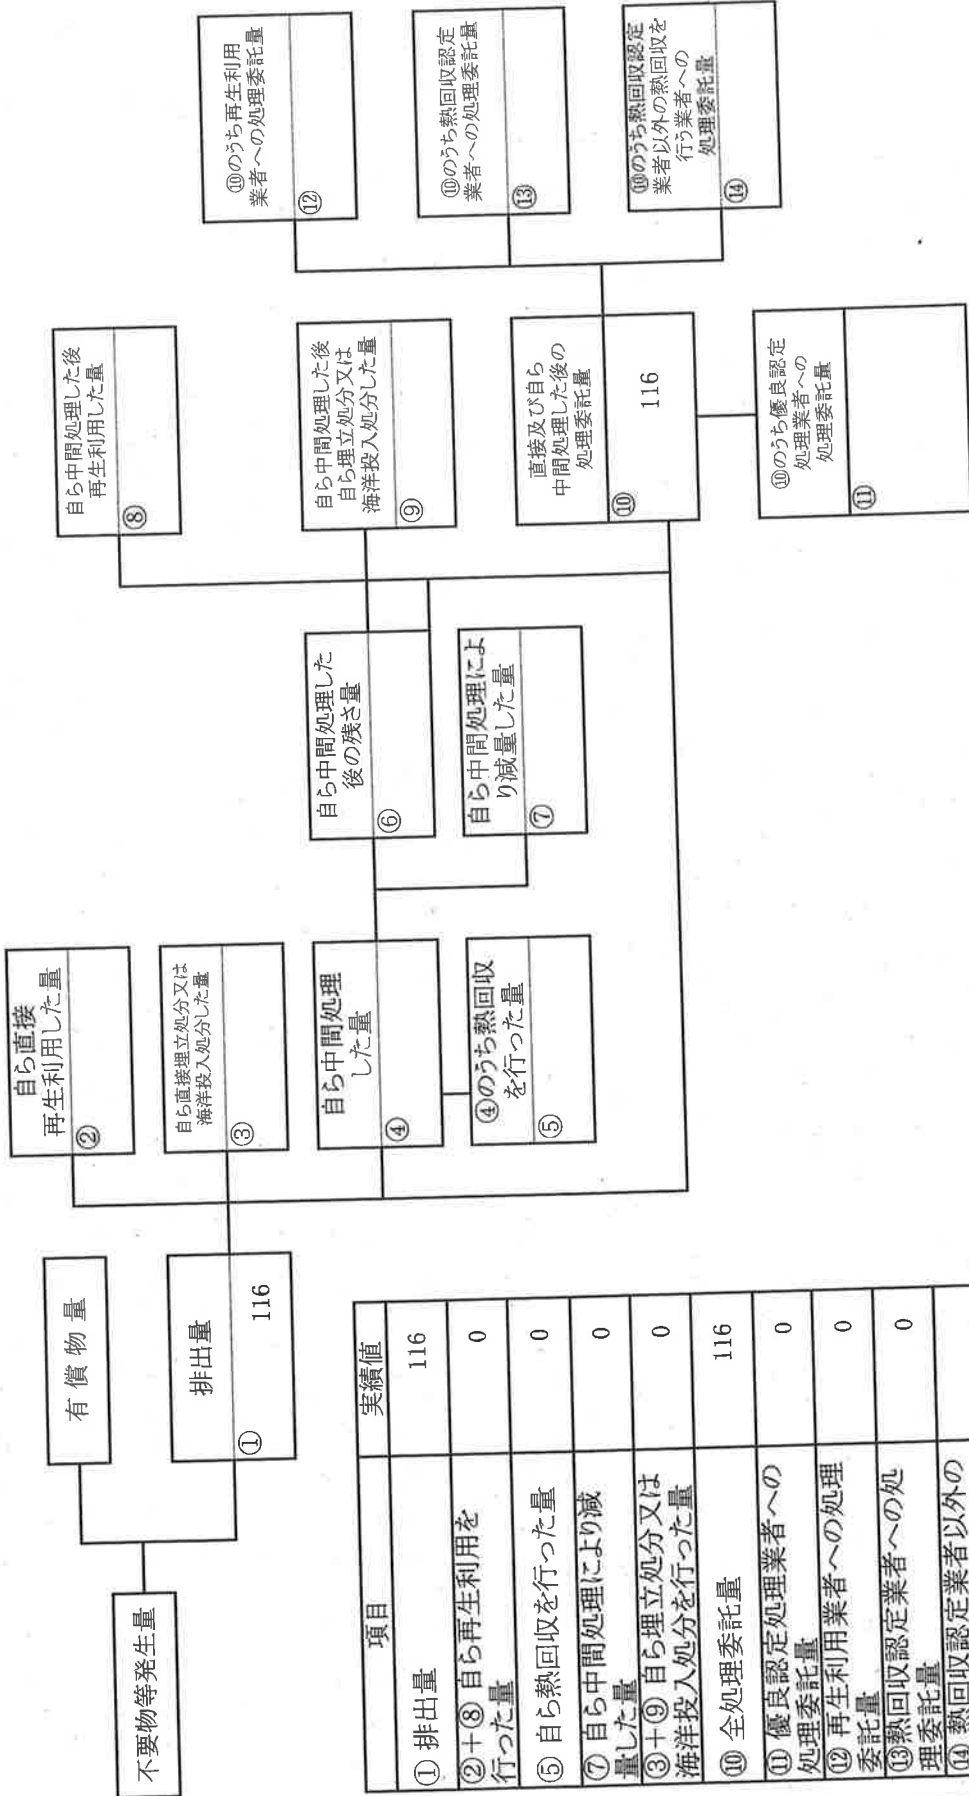 不要物等発生量
有償物量
排出量
①
116
自ら直接
再生利用した量
②
自ら直接埋立処分又は
海洋投入処分した量
③
自ら中間処理
した量
④
④のうち熱回収
を行った量
⑤
自ら中間処理した
後の残さ量
⑥
自ら中間処理によ
り減量した量
⑦
自ら中間処理した後
再生利用した量
⑧
自ら中間処理した後
自ら埋立処分又は
海洋投入処分した量
⑨
直接及び自ら
中間処理した後の
処理委託量
⑩
116
⑩のうち優良認定
処理業者への
処理委託量
⑪
⑩のうち再生利用
業者への処理委託量
⑫
⑩のうち熱回収認定
業者への処理委託量
⑬
⑩のうち熱回収認定
業者以外の熱回収を
行う業者への
処理委託量
⑭
項目 実績値
①排出量 116
②+⑧自ら再生利用を
行った量 0
⑤自ら熱回収を行った量 0
⑦自ら中間処理により減
量した量 0
③+⑨自ら埋立処分又は
海洋投入処分を行った量 0
⑩全処理委託量 116
⑪優良認定処理業者への
処理委託量 0
⑫再生利用業者への処理
委託量 0
⑬熱回収認定業者への処
理委託量 0
⑭熱回収認定業者以外の